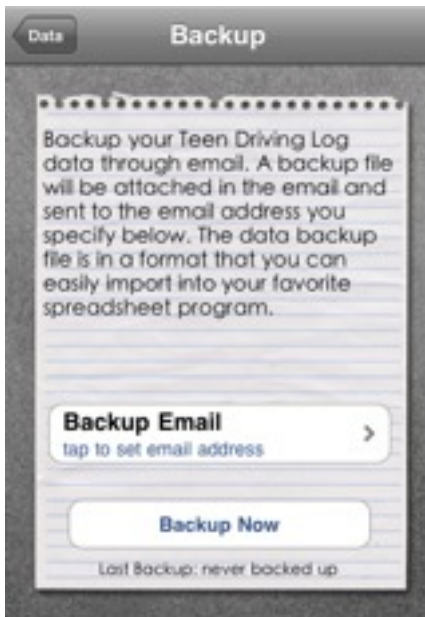 Data
Backup
Backup your Teen Driving Log
data through email. A backup file
will be attached in the email and
sent to the email address you
specify below. The data backup
file is in a format that you can
easily import into your favorite
spreadsheet program.
Backup Email
tap to set email address
Backup Now
Last Backup: never backed up